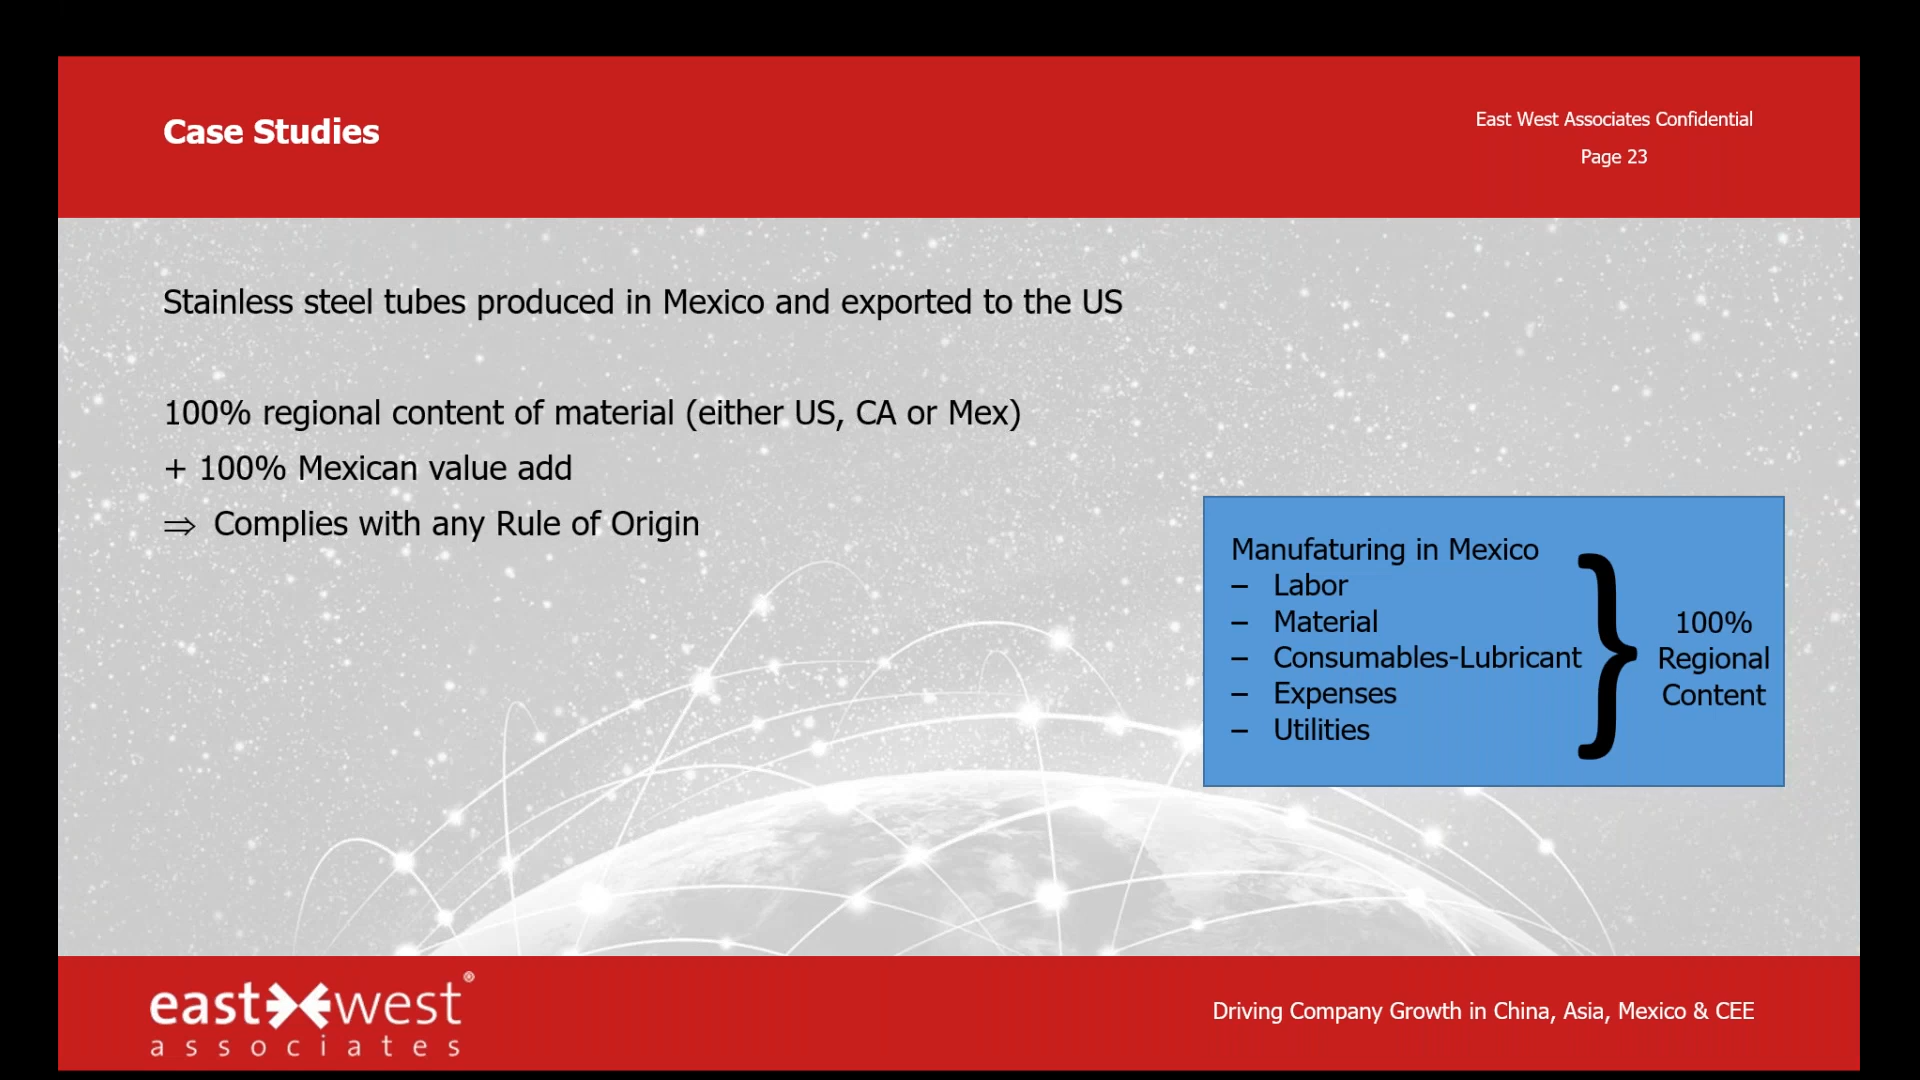 Case Studies
East West Associates Confidential
Page 23
Stainless steel tubes produced in Mexico and exported to the US
100% regional content of material (either US, CA or Mex)
+ 100% Mexican value add
⇒ Complies with any Rule of Origin
Manufaturing in Mexico
– Labor
– Material
– Consumables-Lubricant
– Expenses
– Utilities
}
100%
Regional
Content
east west®
associates
Driving Company Growth in China, Asia, Mexico & CEE